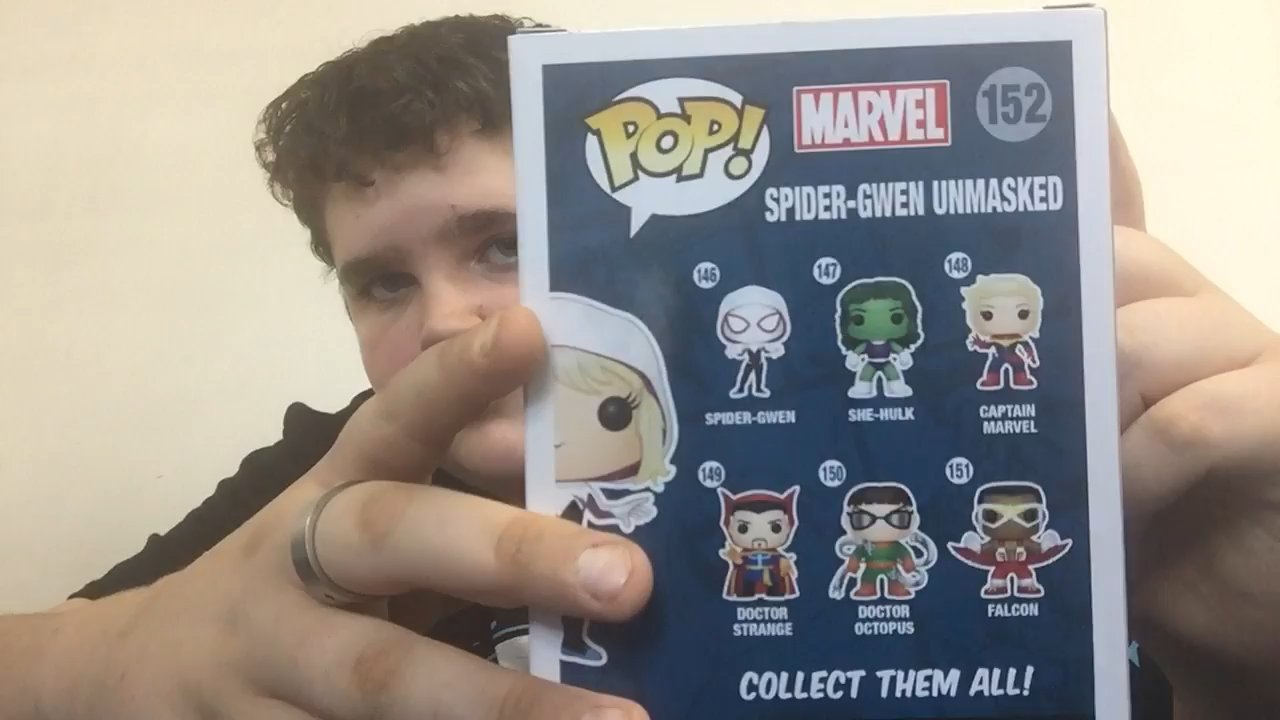 POP!
MARVEL
152
SPIDER-GWEN UNMASKED
146
147
148
SPIDER-GWEN
SHE-HULK
CAPTAIN
MARVEL
149
150
151
DOCTOR
STRANGE
DOCTOR
OCTOPUS
FALCON
COLLECT THEM ALL!